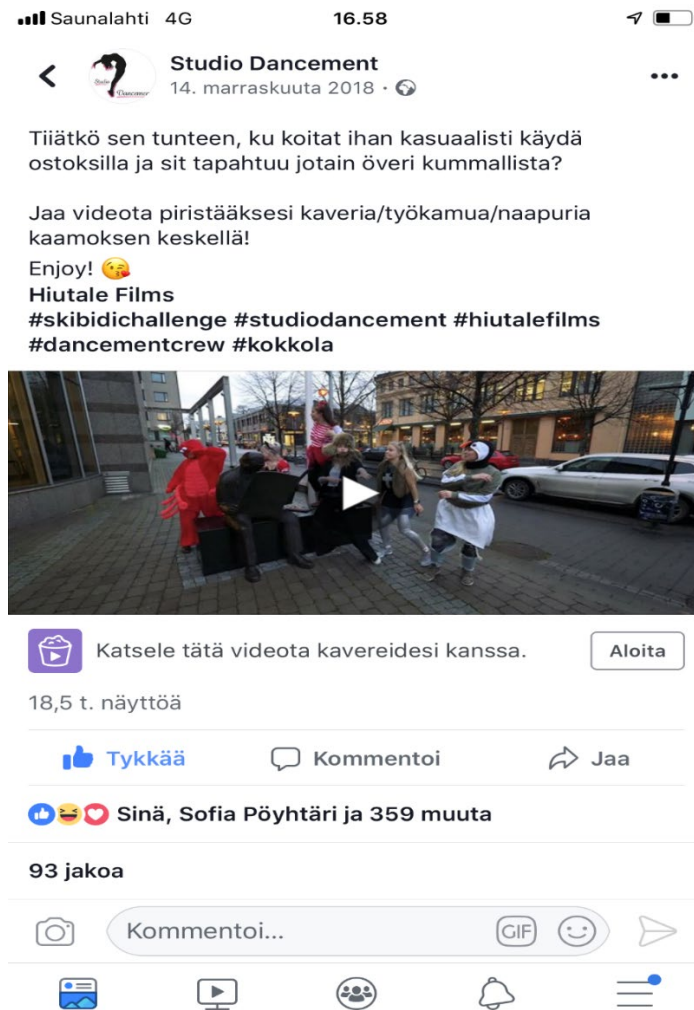 Saunalahti 4G 16.58
Studio Dancement
14. marraskuuta 2018 ·
Tiiätkö sen tunteen, ku koitat ihan kasuaalisti käydä
ostoksilla ja sit tapahtuu jotain överi kummallista?
Jaa videota piristääksesi kaveria/työkamua/naapuria
kaamoksen keskellä!
Enjoy! 😘
Hiutale Films
#skibidichallenge #studiodancement #hiutalefilms
#dancementcrew #kokkola
Katsele tätä videota kavereidesi kanssa.
Aloita
18,5 t. näyttöä
Tykkää Kommentoi Jaa
Sinä, Sofia Pöyhtäri ja 359 muuta
93 jakoa
Kommentoi... GIF